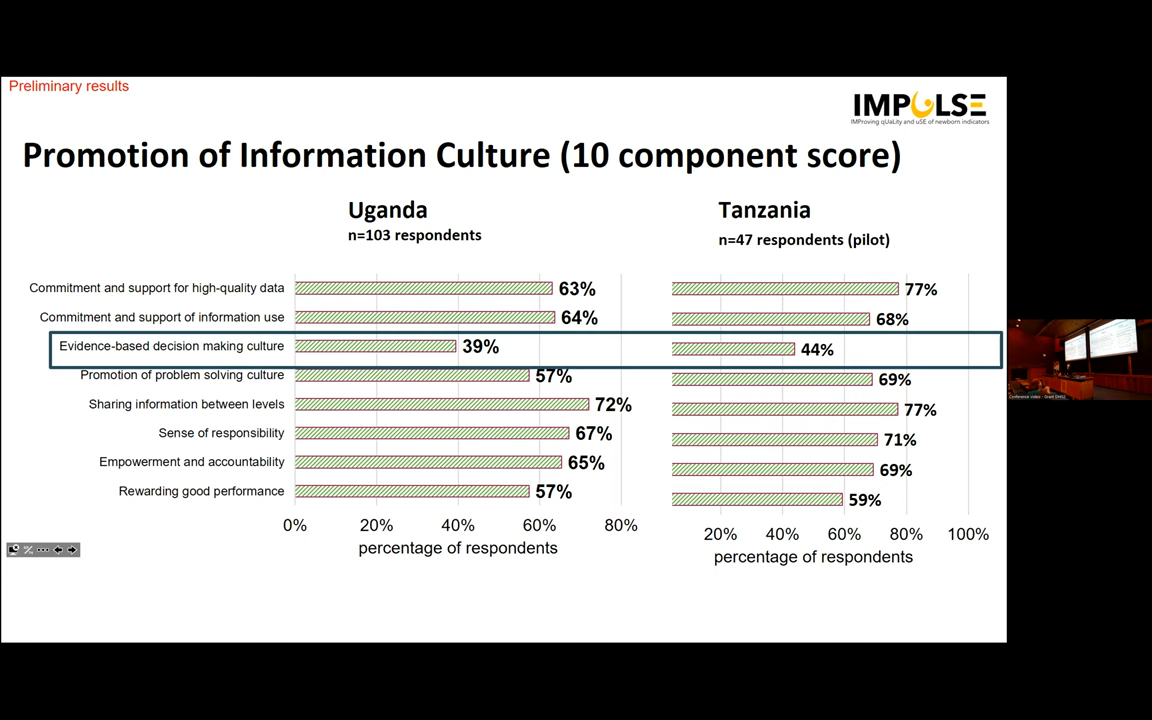 Preliminary results
IMPULSE
IMProving qUaLity and uSE of newborn indicators
Promotion of Information Culture (10 component score)
Uganda
n=103 respondents
Tanzania
n=47 respondents (pilot)
Commitment and support for high-quality data 63% 77%
Commitment and support of information use 64% 68%
Evidence-based decision making culture 39% 44%
Promotion of problem solving culture 57% 69%
Sharing information between levels 72% 77%
Sense of responsibility 67% 71%
Empowerment and accountability 65% 69%
Rewarding good performance 57% 59%
0% 20% 40% 60% 80%
20% 40% 60% 80% 100%
percentage of respondents
percentage of respondents